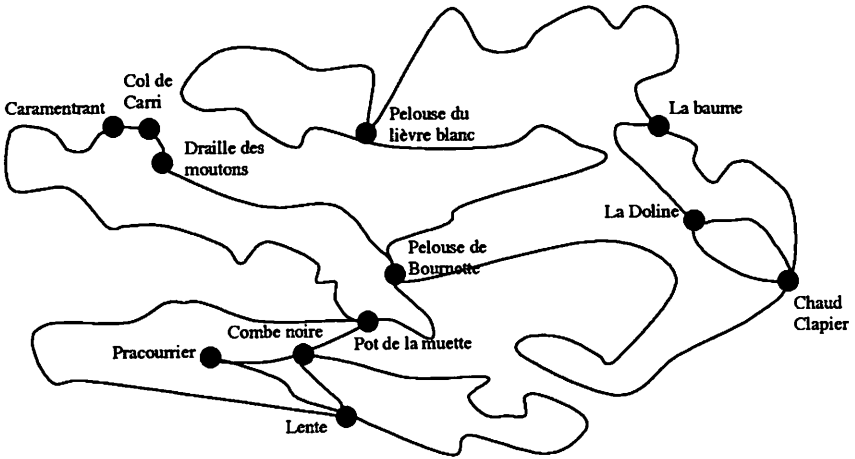 Col de
Carri
Caramentrant
Pelouse du
lièvre blanc
La baume
Draille des
moutons
La Doline
Pelouse de
Bournette
Chaud
Clapier
Combe noire
Pot de la muette
Pracourrier
Lente